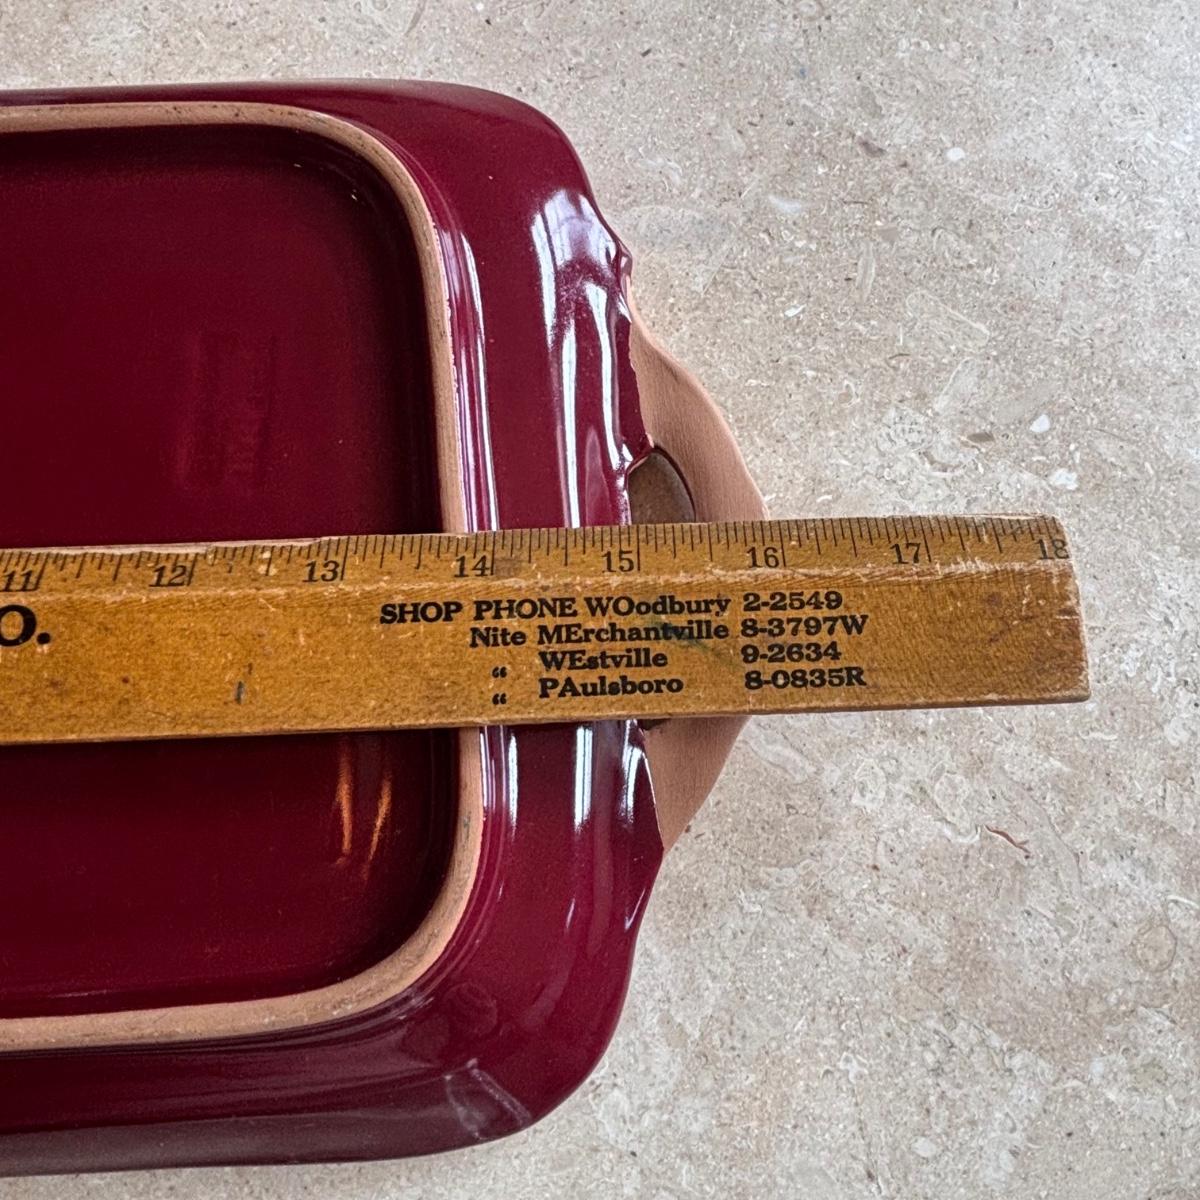 11 12 13 14 15 16 17 18
O.
SHOP PHONE WOodbury 2-2549
Nite MErchantville 8-3797W
“ WEstville 9-2634
“ PAulsboro 8-0835R